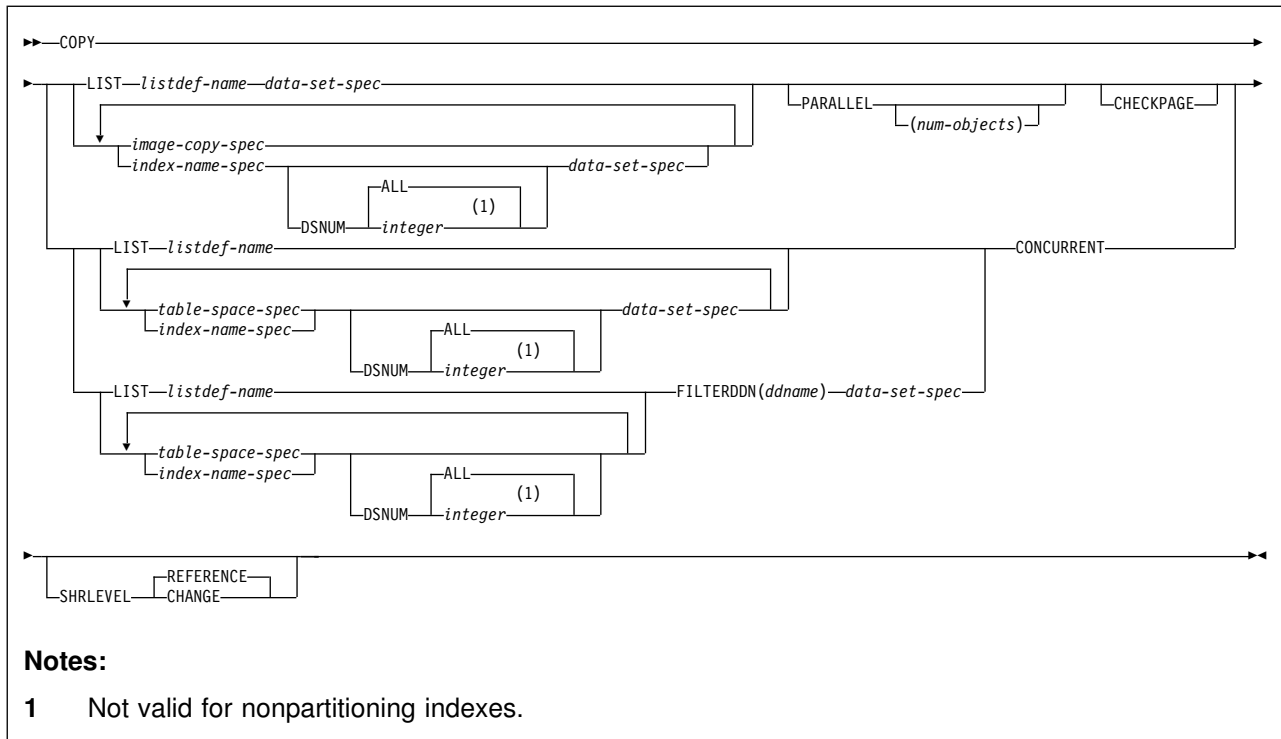 COPY
LIST listdef-name data-set-spec
PARALLEL CHECKPAGE
(num-objects)
image-copy-spec
index-name-spec data-set-spec
ALL
(1)
DSNUM integer
LIST listdef-name CONCURRENT
table-space-spec data-set-spec
index-name-spec ALL
(1)
DSNUM integer
LIST listdef-name FILTERDDN(ddname) data-set-spec
table-space-spec
index-name-spec ALL
(1)
DSNUM integer
REFERENCE
SHRLEVEL CHANGE
Notes:
1 Not valid for nonpartitioning indexes.